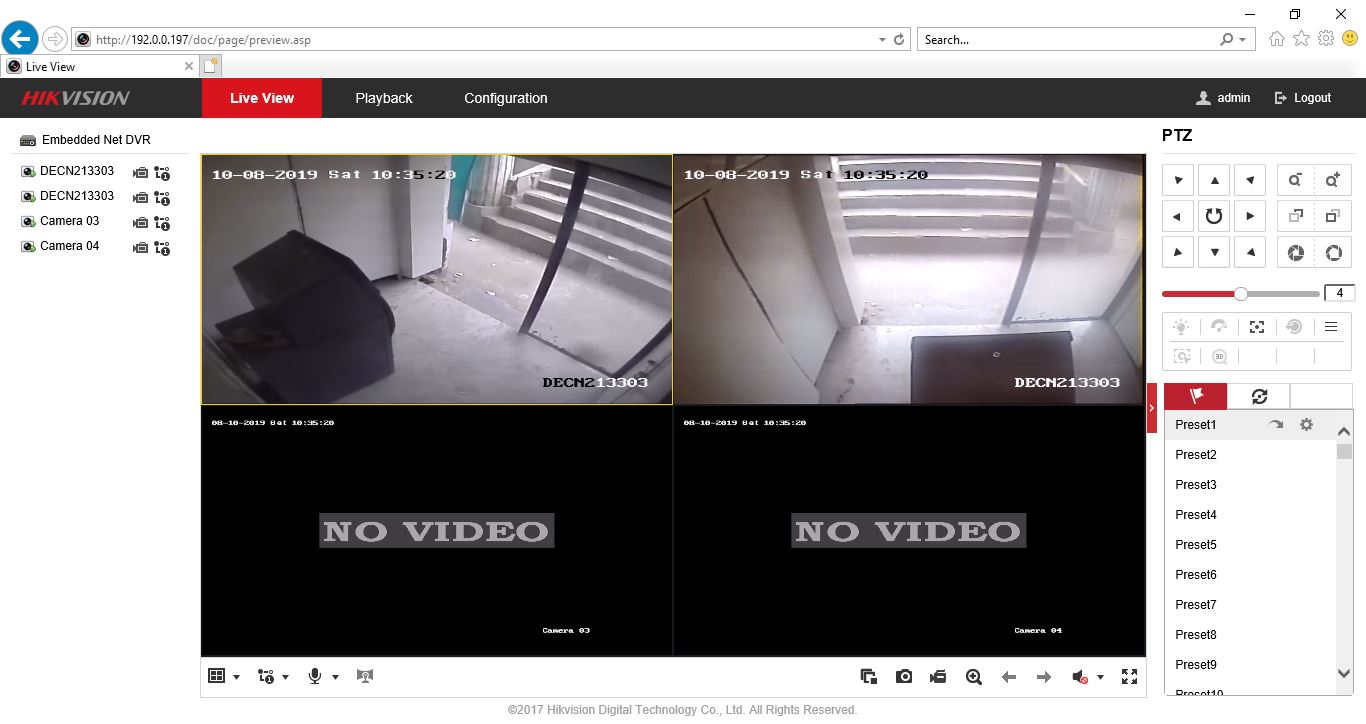 http://192.0.0.197/doc/page/preview.asp
Search...
Live View
HIKVISION
Live View
Playback
Configuration
admin
Logout
Embedded Net DVR
DECN213303
DECN213303
Camera 03
Camera 04
10-08-2019 Sat 10:35:20
DECN213303
10-08-2019 Sat 10:35:20
DECN213303
08-10-2019 Sat 10:35:20
NO VIDEO
Camera 03
08-10-2019 Sat 10:35:20
NO VIDEO
Camera 04
PTZ
4
3D
Preset1
Preset2
Preset3
Preset4
Preset5
Preset6
Preset7
Preset8
Preset9
Preset10
©2017 Hikvision Digital Technology Co., Ltd. All Rights Reserved.